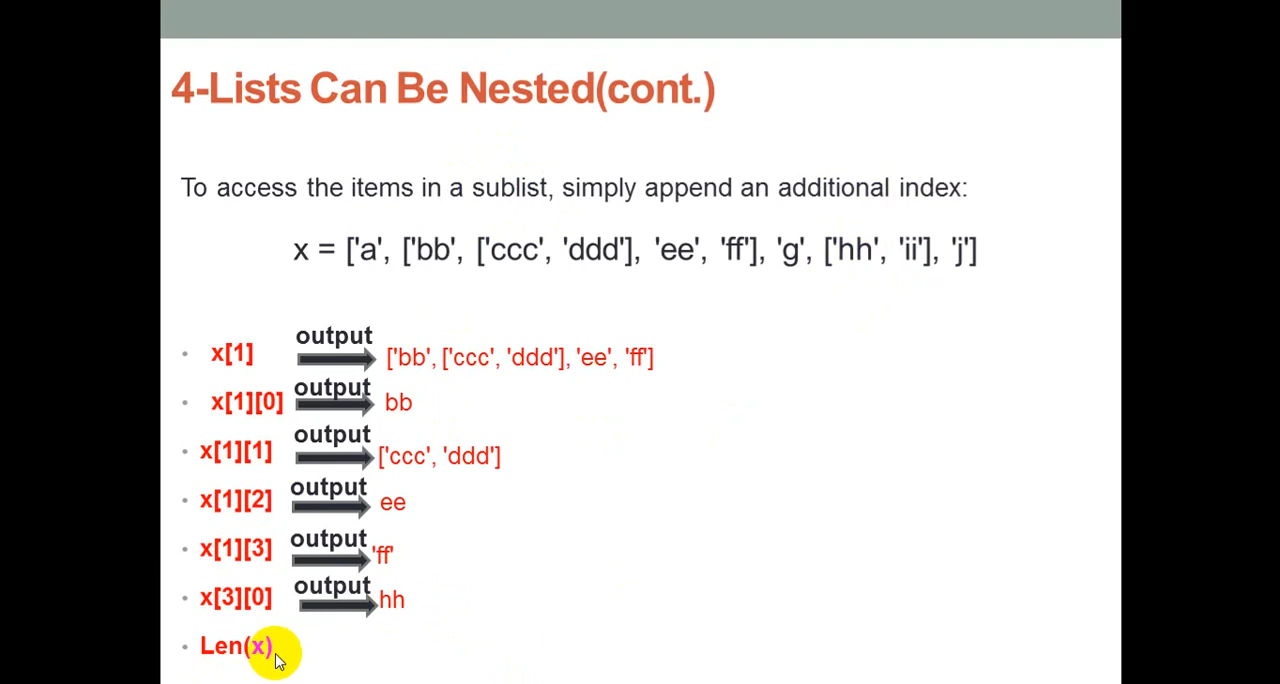 4-Lists Can Be Nested(cont.)
To access the items in a sublist, simply append an additional index:
x = ['a', ['bb', ['ccc', 'ddd'], 'ee', 'ff'], 'g', ['hh', 'ii'], 'j']
• x[1] output ['bb', ['ccc', 'ddd'], 'ee', 'ff']
• x[1][0] output bb
• x[1][1] output ['ccc', 'ddd']
• x[1][2] output ee
• x[1][3] output 'ff'
• x[3][0] output hh
• Len(x)